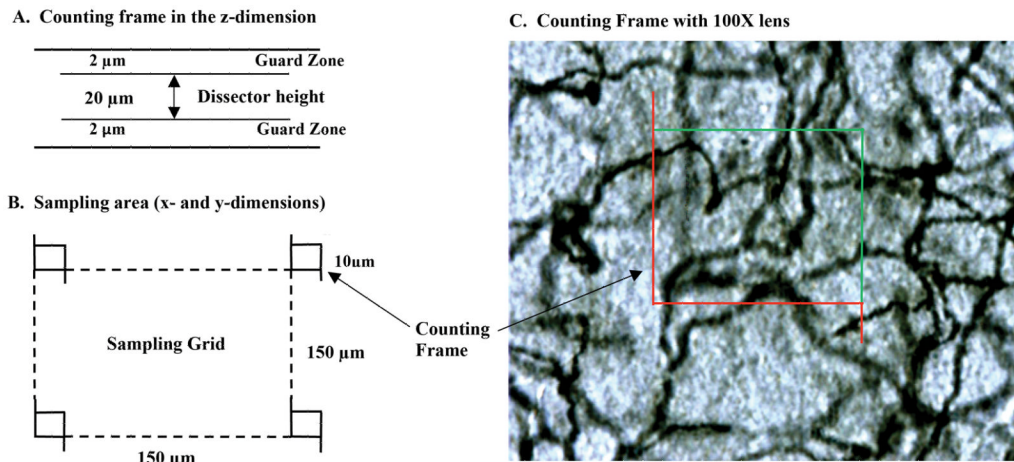 A. Counting frame in the z-dimension
2 µm Guard Zone
20 µm Dissector height
2 µm Guard Zone
B. Sampling area (x- and y-dimensions)
10um
Sampling Grid
150 µm
150 µm
Counting
Frame
C. Counting Frame with 100X lens